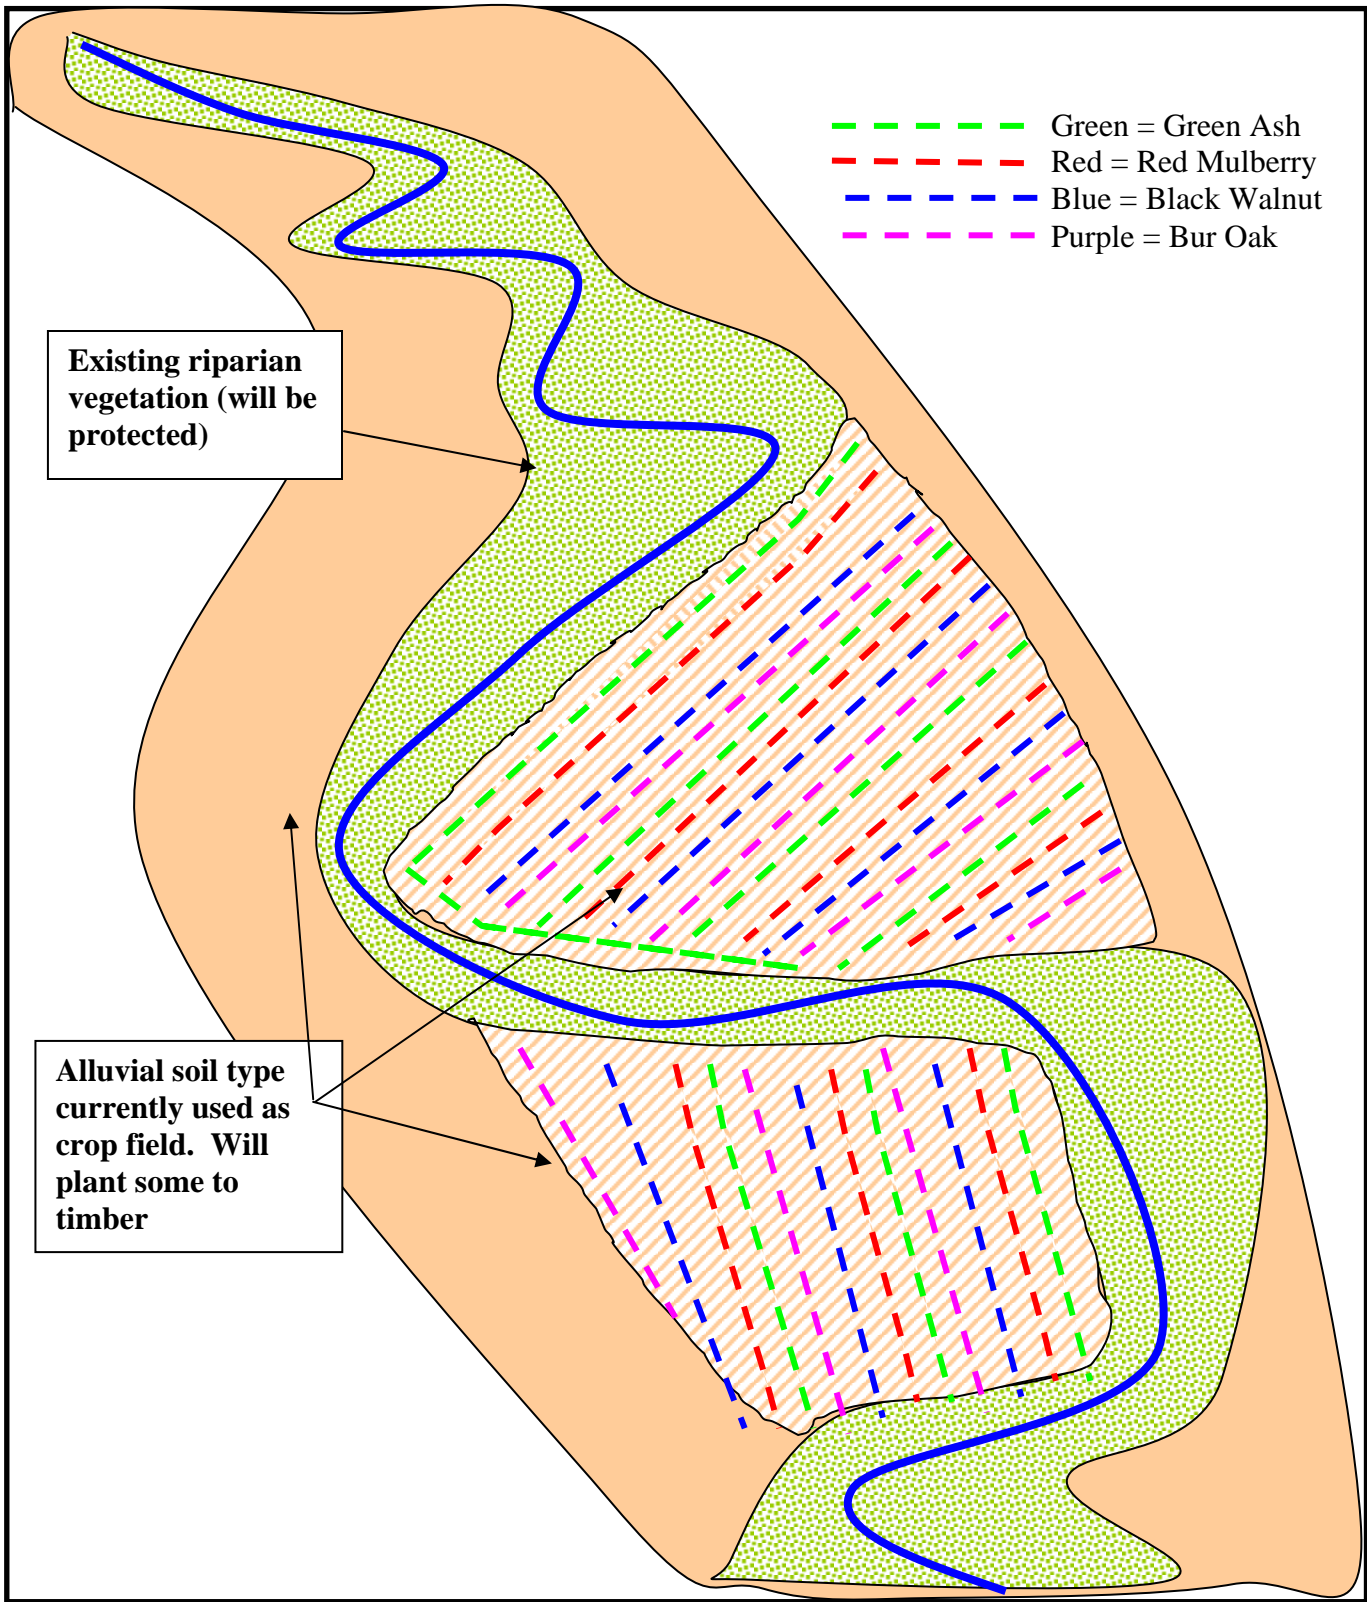 Green = Green Ash
Red = Red Mulberry
Blue = Black Walnut
Purple = Bur Oak
Existing riparian
vegetation (will be
protected)
Alluvial soil type
currently used as
crop field.  Will
plant some to
timber